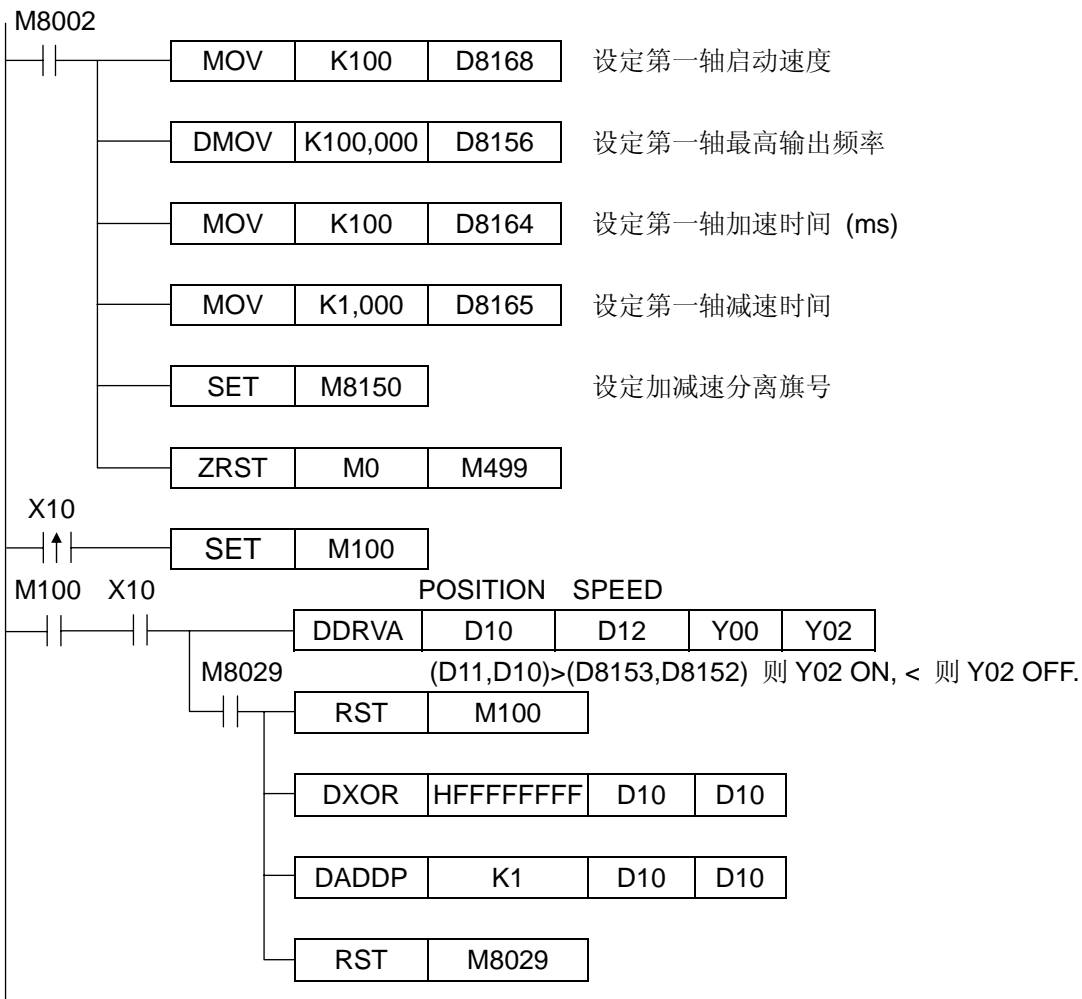 M8002
MOV K100 D8168 设定第一轴启动速度
DMOV K100,000 D8156 设定第一轴最高输出频率
MOV K100 D8164 设定第一轴加速时间 (ms)
MOV K1,000 D8165 设定第一轴减速时间
SET M8150 设定加减速分离旗号
ZRST M0 M499
X10
SET M100
M100 X10 POSITION SPEED
DDRVA D10 D12 Y00 Y02
M8029 (D11,D10)>(D8153,D8152) 则 Y02 ON, < 则 Y02 OFF.
RST M100
DXOR HFFFFFFFF D10 D10
DADDP K1 D10 D10
RST M8029